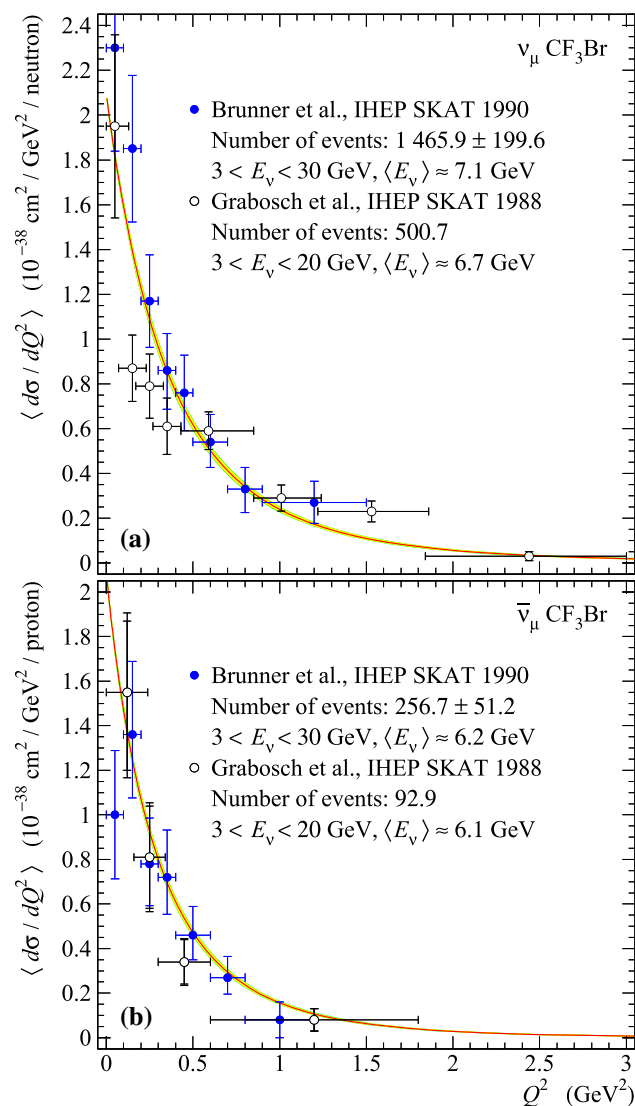 2.4
2.2
2
1.8
1.6
1.4
1.2
1
0.8
0.6
0.4
0.2
0
⟨ dσ / dQ² ⟩ (10⁻³⁸ cm² / GeV² / neutron)
ν_μ CF₃Br
Brunner et al., IHEP SKAT 1990
Number of events: 1 465.9 ± 199.6
3 < E_ν < 30 GeV, ⟨E_ν⟩ ≈ 7.1 GeV
Grabosch et al., IHEP SKAT 1988
Number of events: 500.7
3 < E_ν < 20 GeV, ⟨E_ν⟩ ≈ 6.7 GeV
(a)
2
1.8
1.6
1.4
1.2
1
0.8
0.6
0.4
0.2
0
⟨ dσ / dQ² ⟩ (10⁻³⁸ cm² / GeV² / proton)
ν̅_μ CF₃Br
Brunner et al., IHEP SKAT 1990
Number of events: 256.7 ± 51.2
3 < E_ν < 30 GeV, ⟨E_ν⟩ ≈ 6.2 GeV
Grabosch et al., IHEP SKAT 1988
Number of events: 92.9
3 < E_ν < 20 GeV, ⟨E_ν⟩ ≈ 6.1 GeV
(b)
0 0.5 1 1.5 2 2.5 3
Q² (GeV²)